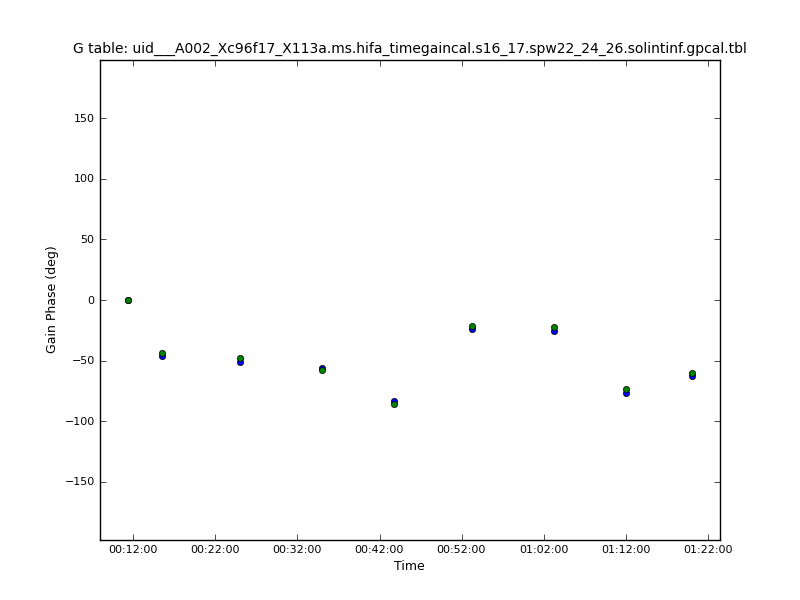 G table: uid___A002_Xc96f17_X113a.ms.hifa_timegaincal.s16_17.spw22_24_26.solintinf.gpcal.tbl
150
100
50
0
−50
−100
−150
Gain Phase (deg)
00:12:00 00:22:00 00:32:00 00:42:00 00:52:00 01:02:00 01:12:00 01:22:00
Time